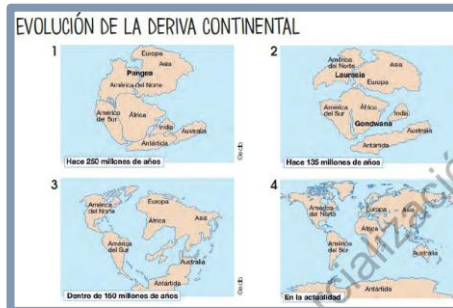 EVOLUCIÓN DE LA DERIVA CONTINENTAL
1
Europa
Asia
Pangea
América del Norte
América
del Sur
África
India
Australia
Antártida
Hace 250 millones de años
2
América
del Norte
Europa
Asia
Laurasia
América
del Sur
África
India
Gondwana
Australia
Antártida
Hace 135 millones de años
3
América
del Norte
Europa
África
Asia
América
del Sur
Australia
Antártida
Dentro de 150 millones de años
4
América
del Norte
Europa
Asia
África
América
del Sur
Australia
Antártida
En la actualidad